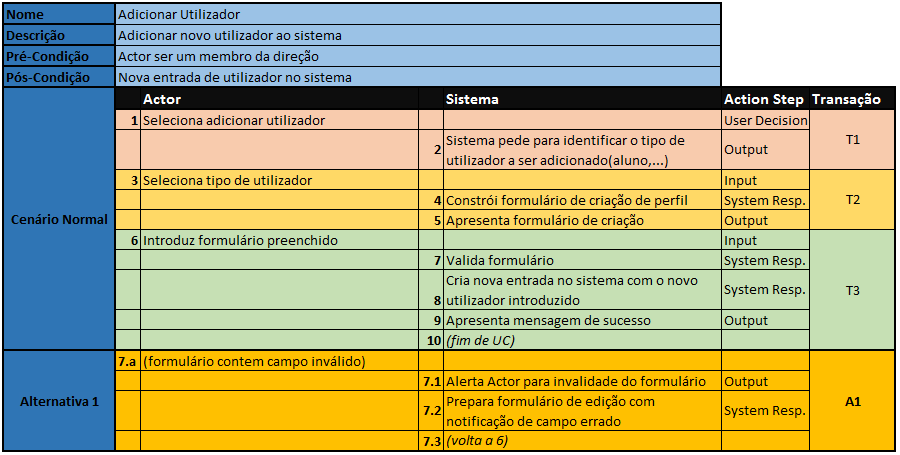 Nome Adicionar Utilizador
Descrição Adicionar novo utilizador ao sistema
Pré-Condição Actor ser um membro da direção
Pós-Condição Nova entrada de utilizador no sistema
Actor Sistema Action Step Transação
Cenário Normal
1 Seleciona adicionar utilizador User Decision
T1
2 Sistema pede para identificar o tipo de
utilizador a ser adicionado(aluno,...) Output
3 Seleciona tipo de utilizador Input
T2
4 Constrói formulário de criação de perfil System Resp.
5 Apresenta formulário de criação Output
6 Introduz formulário preenchido Input
T3
7 Valida formulário System Resp.
8 Cria nova entrada no sistema com o novo
utilizador introduzido System Resp.
9 Apresenta mensagem de sucesso Output
10 (fim de UC)
Alternativa 1
7.a (formulário contem campo inválido)
A1
7.1 Alerta Actor para invalidade do formulário Output
7.2 Prepara formulário de edição com
notificação de campo errado System Resp.
7.3 (volta a 6)